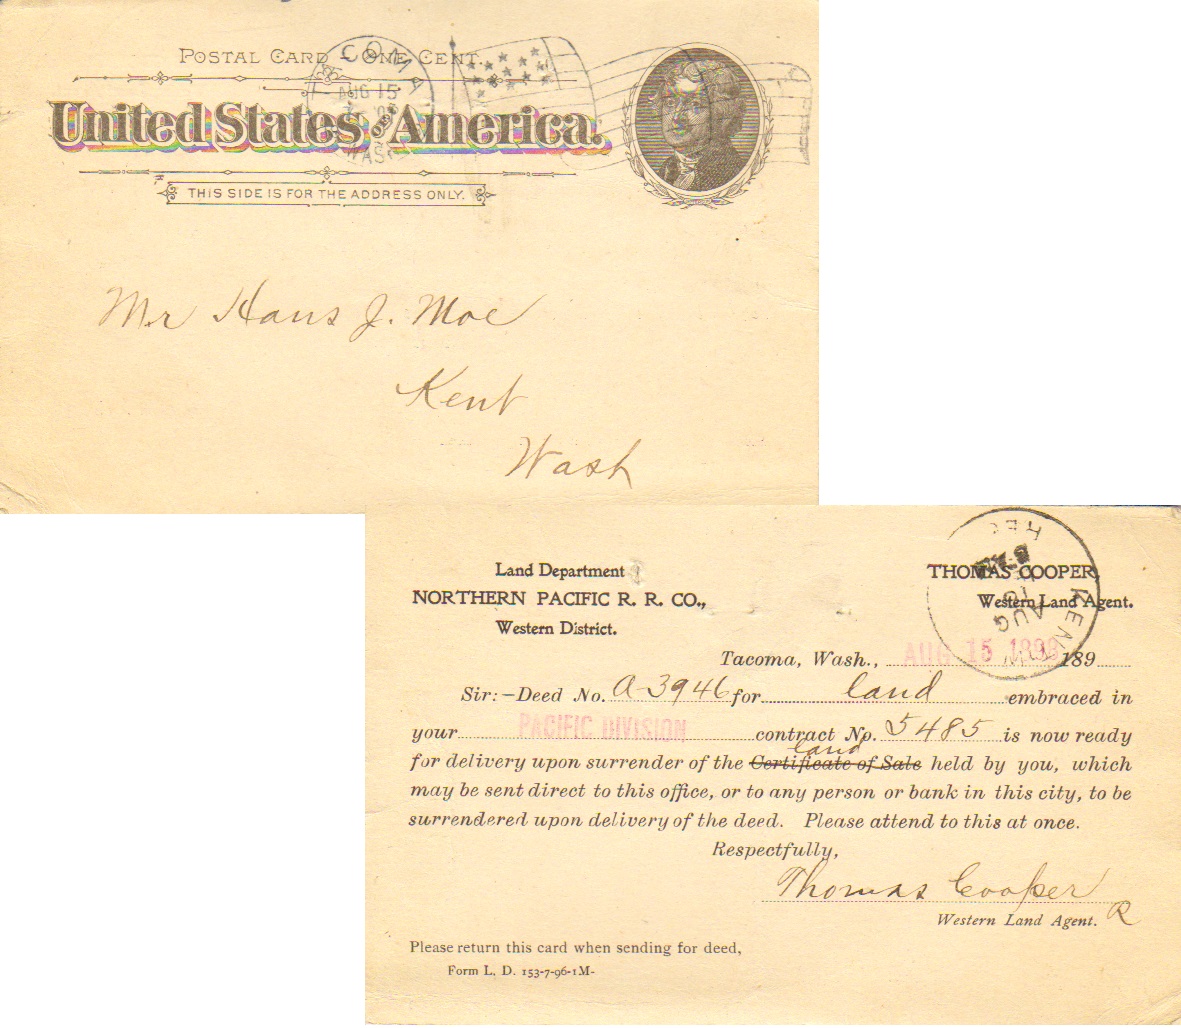 POSTAL CARD – ONE CENT.
United States America.
THIS SIDE IS FOR THE ADDRESS ONLY.
TACOMA
AUG 15
WASH.
Mr Hans J. Moe
Kent
Wash
Land Department
NORTHERN PACIFIC R. R. CO.,
Western District.
THOMAS COOPER,
Western Land Agent.
KENT
AUG
REC
Tacoma, Wash., AUG 15 1898 189
Sir:—Deed No. A-3946 for land embraced in
your PACIFIC DIVISION contract No. 5485 is now ready
land
for delivery upon surrender of the Certificate of Sale held by you, which
may be sent direct to this office, or to any person or bank in this city, to be
surrendered upon delivery of the deed. Please attend to this at once.
Respectfully,
Thomas Cooper
Western Land Agent. R
Please return this card when sending for deed,
Form L. D. 153-7-96-1M-